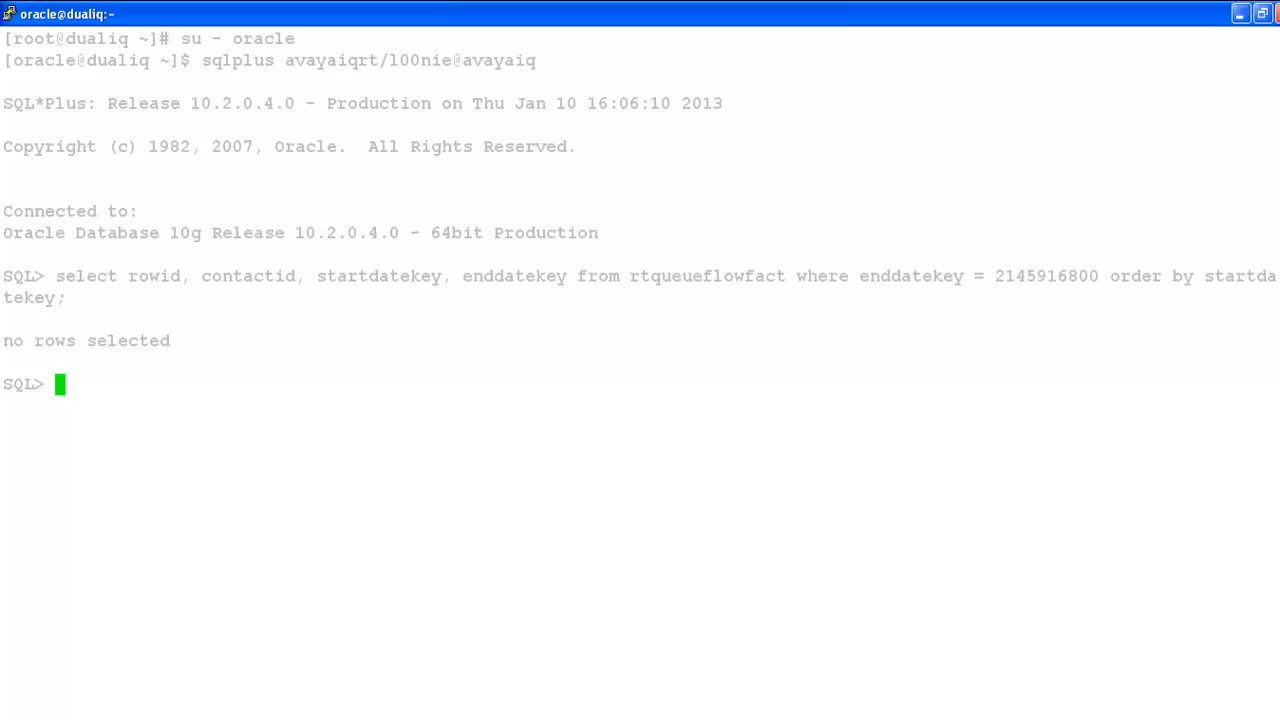 oracle@dualiq:~
[root@dualiq ~]# su - oracle
[oracle@dualiq ~]$ sqlplus avayaiqrt/l00nie@avayaiq
SQL*Plus: Release 10.2.0.4.0 - Production on Thu Jan 10 16:06:10 2013
Copyright (c) 1982, 2007, Oracle.  All Rights Reserved.
Connected to:
Oracle Database 10g Release 10.2.0.4.0 - 64bit Production
SQL> select rowid, contactid, startdatekey, enddatekey from rtqueueflowfact where enddatekey = 2145916800 order by startda
tekey;
no rows selected
SQL>